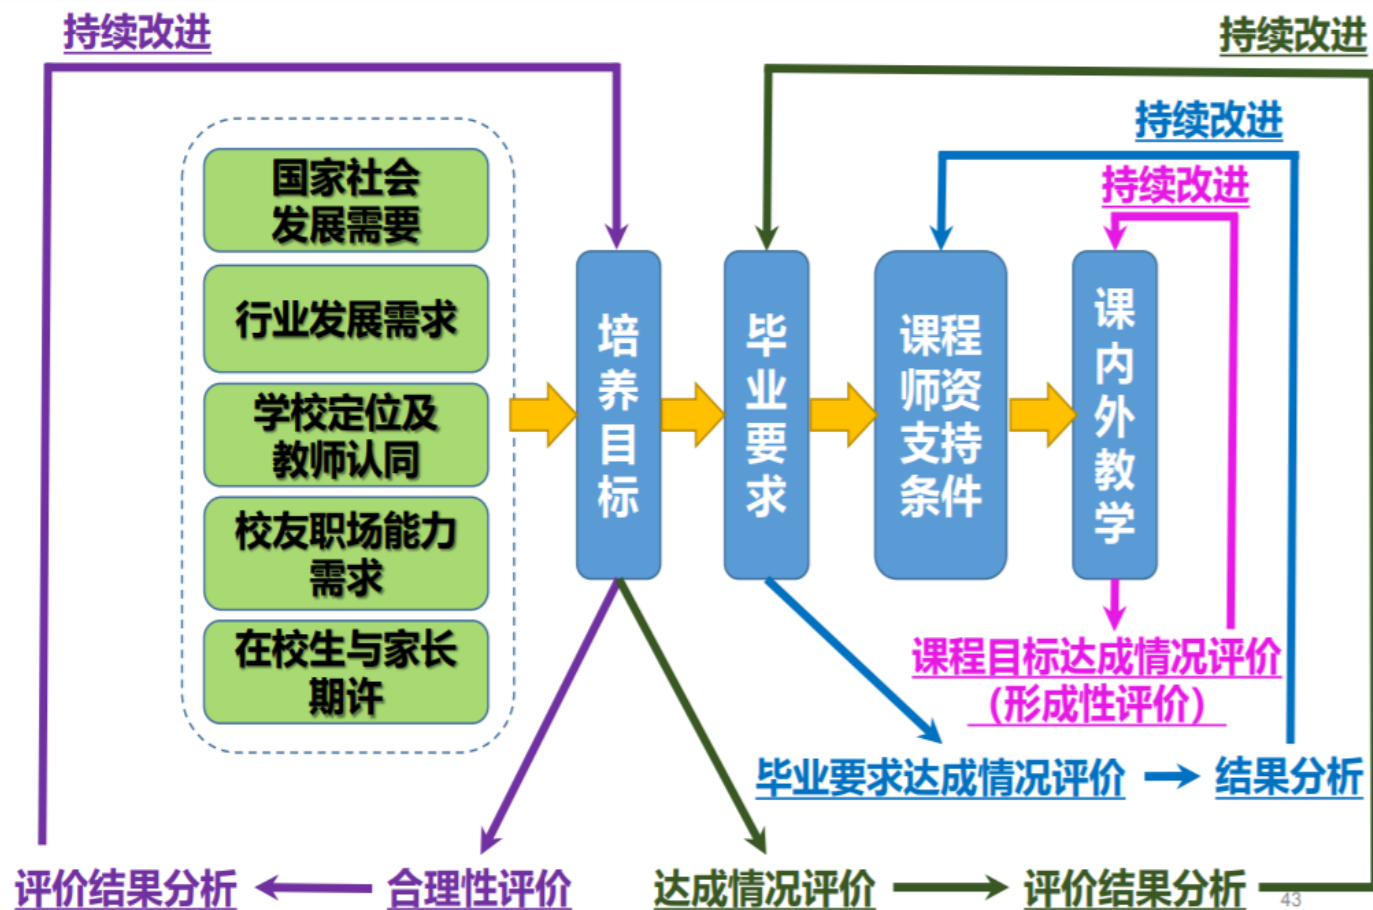 持续改进
持续改进
持续改进
持续改进
国家社会
发展需要
行业发展需求
学校定位及
教师认同
校友职场能力
需求
在校生与家长
期许
培养目标
毕业要求
课程
师资
支持
条件
课内外教学
课程目标达成情况评价
（形成性评价）
毕业要求达成情况评价
结果分析
评价结果分析
合理性评价
达成情况评价
评价结果分析
43